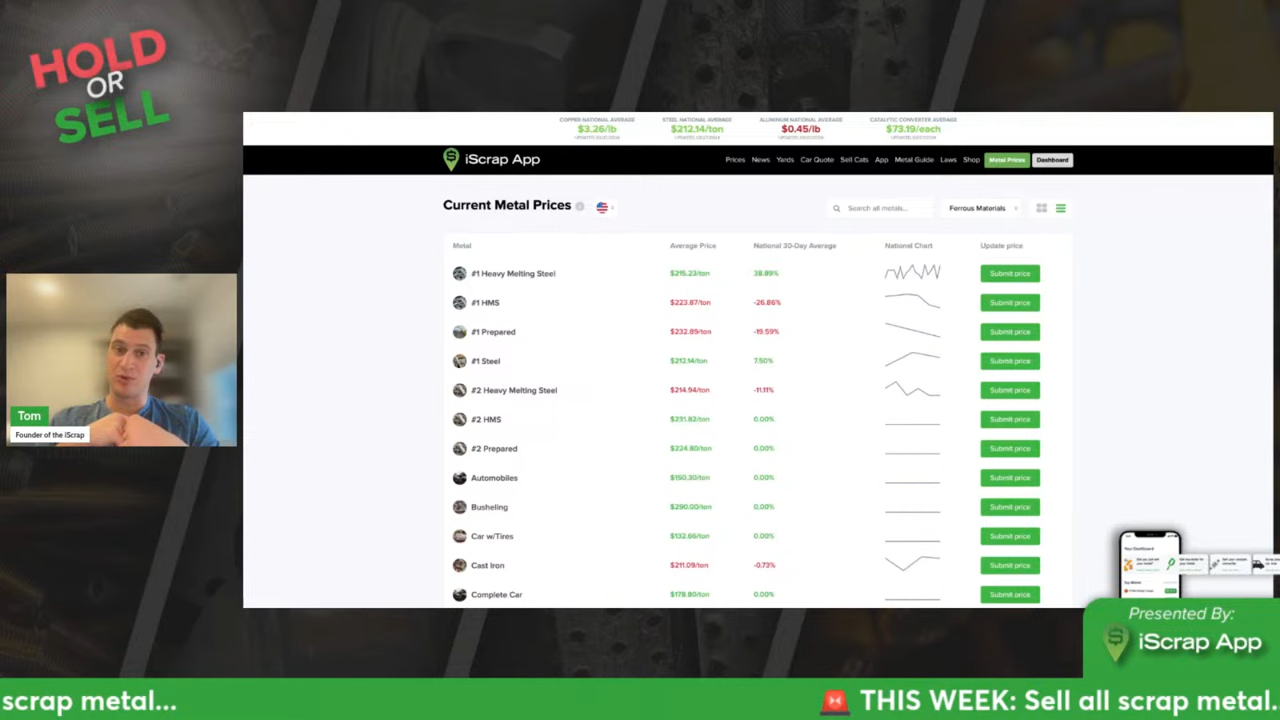 HOLD
OR
SELL
COPPER NATIONAL AVERAGE
$3.26/lb
STEEL NATIONAL AVERAGE
$212.14/ton
ALUMINUM NATIONAL AVERAGE
$0.45/lb
CATALYTIC CONVERTER AVERAGE
$73.19/each
iScrap App
Prices News Yards Car Quote Sell Cats App Metal Guide Laws Shop Metal Prices Dashboard
Current Metal Prices
Search all metals...
Ferrous Materials
Metal Average Price National 30-Day Average National Chart Update price
#1 Heavy Melting Steel $215.23/ton 38.89% Submit price
#1 HMS $223.87/ton -26.86% Submit price
#1 Prepared $232.89/ton -19.59% Submit price
#1 Steel $212.14/ton 7.50% Submit price
#2 Heavy Melting Steel $214.94/ton -11.11% Submit price
#2 HMS $231.82/ton 0.00% Submit price
#2 Prepared $224.80/ton 0.00% Submit price
Automobiles $150.30/ton 0.00% Submit price
Busheling $290.00/ton 0.00% Submit price
Car w/Tires $132.66/ton 0.00% Submit price
Cast Iron $211.09/ton -0.73% Submit price
Complete Car $178.80/ton 0.00% Submit price
Tom
Founder of the iScrap
Your Dashboard
Presented By:
iScrap App
scrap metal...
THIS WEEK: Sell all scrap metal.